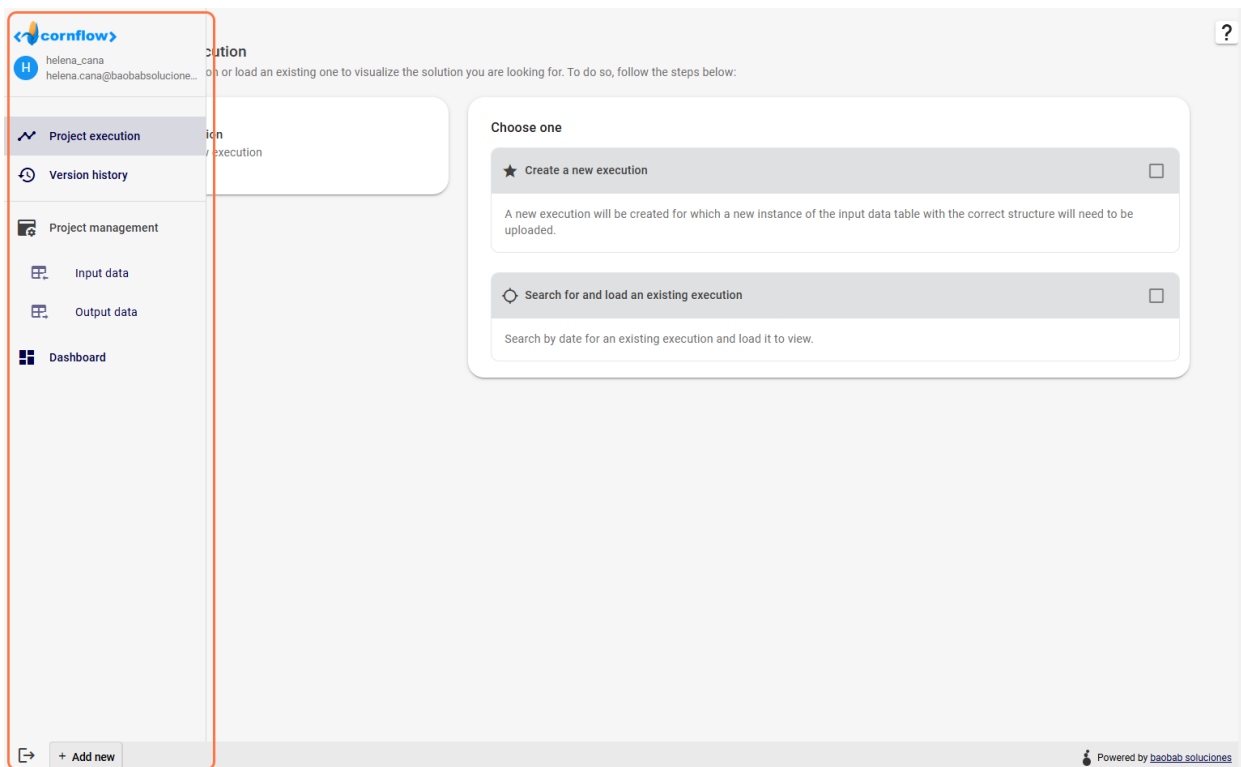 cornflow
H
helena_cana
helena.cana@baobabsolucione...
Project execution
Version history
Project management
Input data
Output data
Dashboard
+ Add new
?
cution
on or load an existing one to visualize the solution you are looking for. To do so, follow the steps below:
ion
execution
Choose one
Create a new execution
A new execution will be created for which a new instance of the input data table with the correct structure will need to be
uploaded.
Search for and load an existing execution
Search by date for an existing execution and load it to view.
Powered by baobab soluciones